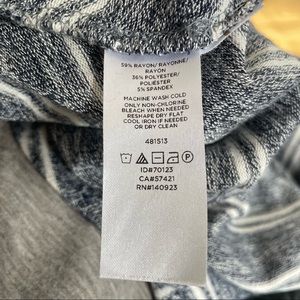 59% RAYON/ RAYONNE/
RAYON
36% POLYESTER/
POLYESTER/
5% SPANDEX
MACHINE WASH COLD
ONLY NON-CHLORINE
BLEACH WHEN NEEDED
RESHAPE DRY FLAT
COOL IRON IF NEEDED
OR DRY CLEAN
481513
P
ID#70123
CA#57421
RN#140923